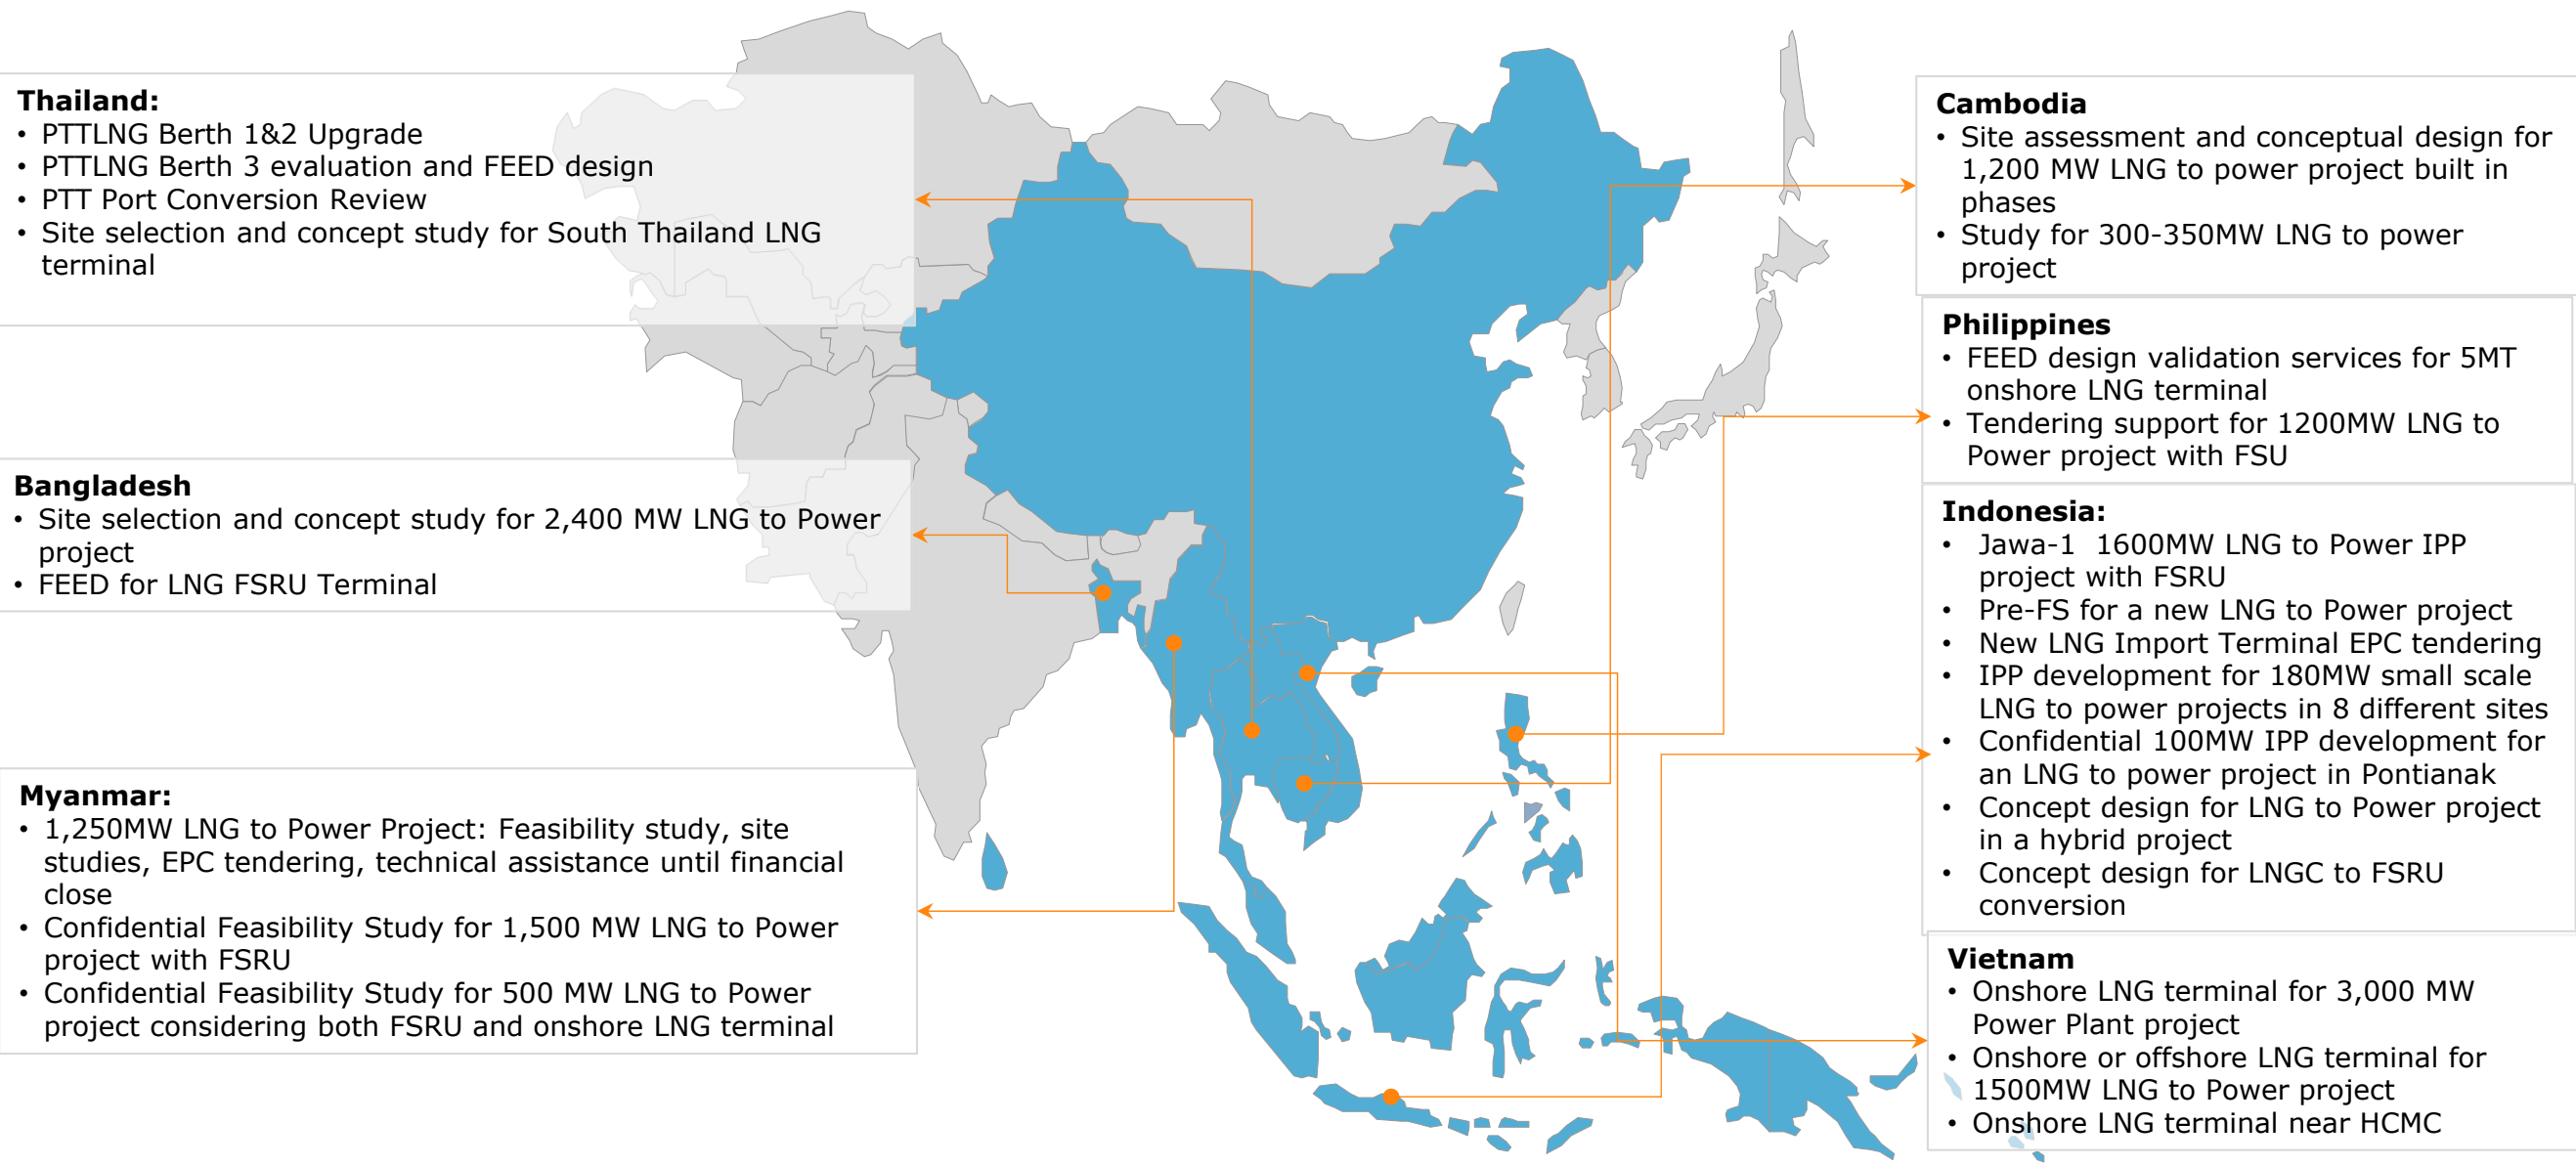 Thailand:
• PTTLNG Berth 1&2 Upgrade
• PTTLNG Berth 3 evaluation and FEED design
• PTT Port Conversion Review
• Site selection and concept study for South Thailand LNG
terminal
Bangladesh
• Site selection and concept study for 2,400 MW LNG to Power
project
• FEED for LNG FSRU Terminal
Myanmar:
• 1,250MW LNG to Power Project: Feasibility study, site
studies, EPC tendering, technical assistance until financial
close
• Confidential Feasibility Study for 1,500 MW LNG to Power
project with FSRU
• Confidential Feasibility Study for 500 MW LNG to Power
project considering both FSRU and onshore LNG terminal
Cambodia
• Site assessment and conceptual design for
1,200 MW LNG to power project built in
phases
• Study for 300-350MW LNG to power
project
Philippines
• FEED design validation services for 5MT
onshore LNG terminal
• Tendering support for 1200MW LNG to
Power project with FSU
Indonesia:
• Jawa-1 1600MW LNG to Power IPP
project with FSRU
• Pre-FS for a new LNG to Power project
• New LNG Import Terminal EPC tendering
• IPP development for 180MW small scale
LNG to power projects in 8 different sites
• Confidential 100MW IPP development for
an LNG to power project in Pontianak
• Concept design for LNG to Power project
in a hybrid project
• Concept design for LNGC to FSRU
conversion
Vietnam
• Onshore LNG terminal for 3,000 MW
Power Plant project
• Onshore or offshore LNG terminal for
1500MW LNG to Power project
• Onshore LNG terminal near HCMC